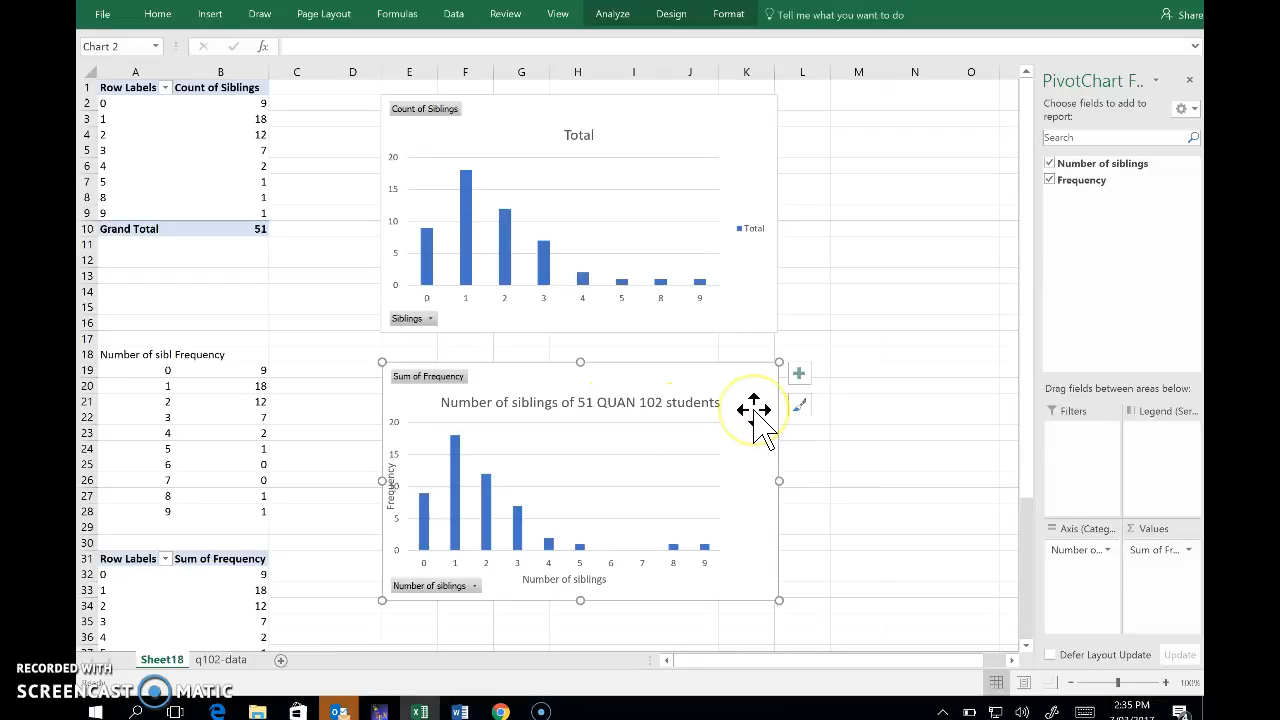 File Home Insert Draw Page Layout Formulas Data Review View Analyze Design Format Tell me what you want to do Share
Chart 2 fx
A B C D E F G H I J K L M N O
1 Row Labels Count of Siblings
2 0 9
3 1 18
4 2 12
5 3 7
6 4 2
7 5 1
8 8 1
9 9 1
10 Grand Total 51
11
12
13
14
15
16
17
18 Number of sibl Frequency
19 0 9
20 1 18
21 2 12
22 3 7
23 4 2
24 5 1
25 6 0
26 7 0
27 8 1
28 9 1
29
30
31 Row Labels Sum of Frequency
32 0 9
33 1 18
34 2 12
35 3 7
36 4 2
Count of Siblings
Total
20
15
10
5
0
0 1 2 3 4 5 8 9
Total
Siblings
Sum of Frequency
Number of siblings of 51 QUAN 102 students
Frequency
20
15
10
5
0
0 1 2 3 4 5 6 7 8 9
Number of siblings
Number of siblings
PivotChart F...
Choose fields to add to
report:
Search
Number of siblings
Frequency
Drag fields between areas below:
Filters Legend (Ser...
Axis (Categ... Σ Values
Number o... Sum of Fr...
Defer Layout Update Update
Sheet18 q102-data
RECORDED WITH
SCREENCAST MATIC
100%
2:35 PM